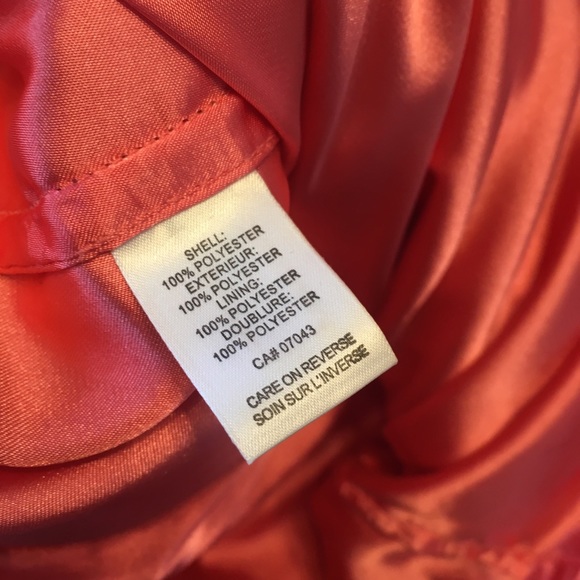 SHELL:
100% POLYESTER
EXTERIEUR:
100% POLYESTER
LINING:
100% POLYESTER
DOUBLURE:
100% POLYESTER
CA# 07043
CARE ON REVERSE
SOIN SUR L'INVERSE